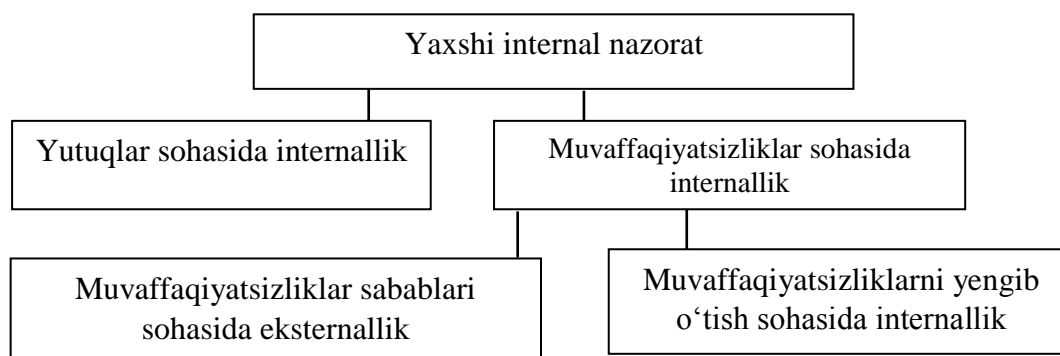 Yaxshi internal nazorat
Yutuqlar sohasida internallik
Muvaffaqiyatsizliklar sohasida
internallik
Muvaffaqiyatsizliklar sabablari
sohasida eksternallik
Muvaffaqiyatsizliklarni yengib
o‘tish sohasida internallik